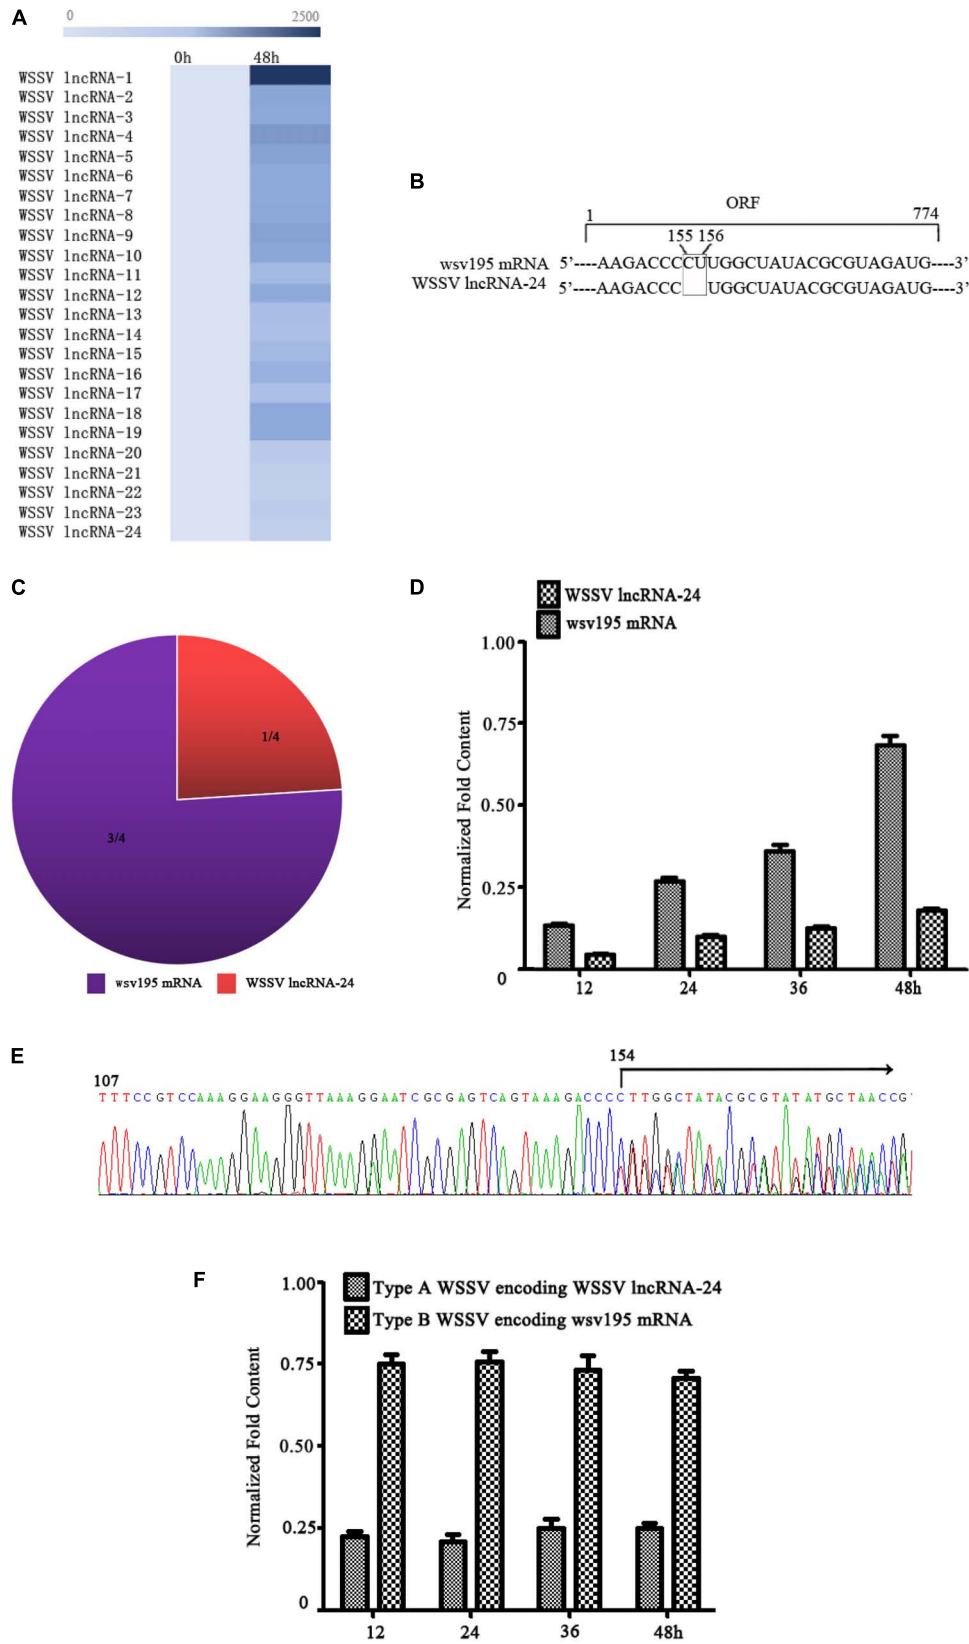 A
0 2500
0h 48h
WSSV lncRNA-1
WSSV lncRNA-2
WSSV lncRNA-3
WSSV lncRNA-4
WSSV lncRNA-5
WSSV lncRNA-6
WSSV lncRNA-7
WSSV lncRNA-8
WSSV lncRNA-9
WSSV lncRNA-10
WSSV lncRNA-11
WSSV lncRNA-12
WSSV lncRNA-13
WSSV lncRNA-14
WSSV lncRNA-15
WSSV lncRNA-16
WSSV lncRNA-17
WSSV lncRNA-18
WSSV lncRNA-19
WSSV lncRNA-20
WSSV lncRNA-21
WSSV lncRNA-22
WSSV lncRNA-23
WSSV lncRNA-24
B
ORF
1 774
155 156
wsv195 mRNA 5'----AAGACCCCUUGGCUAUACGCGUAGAUG----3'
WSSV lncRNA-24 5'----AAGACCC UGGCUAUACGCGUAGAUG----3'
C
1/4
3/4
wsv195 mRNA WSSV lncRNA-24
D
WSSV lncRNA-24
wsv195 mRNA
Normalized Fold Content
1.00
0.75
0.50
0.25
0
12 24 36 48h
E
107 154
TTTCCGTCCAAAGGAAGGGTTAAAGGAATCGCGAGTCAGTAAAGACCCCTTGGCTATACGCGTATATGCTAACCG
F
Type A WSSV encoding WSSV lncRNA-24
Type B WSSV encoding wsv195 mRNA
Normalized Fold Content
1.00
0.75
0.50
0.25
0
12 24 36 48h